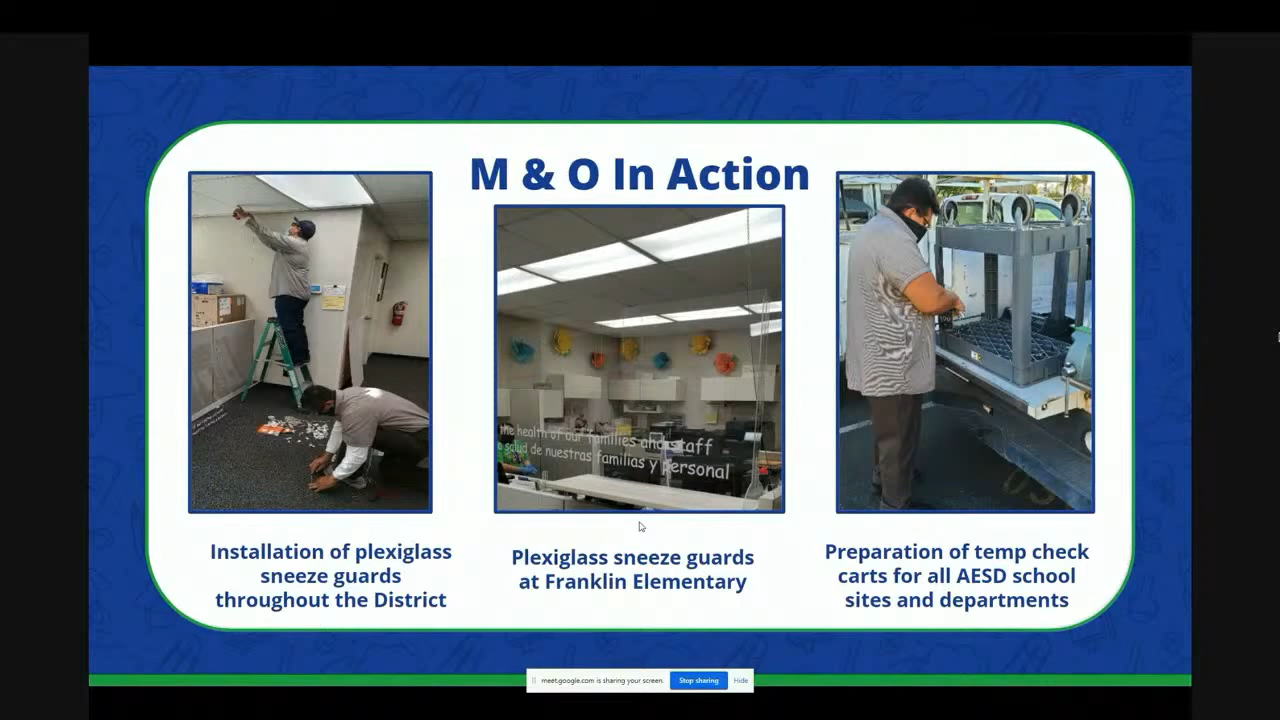 M & O In Action
the health of our families and staff
salud de nuestras familias y personal
Installation of plexiglass
sneeze guards
throughout the District
Plexiglass sneeze guards
at Franklin Elementary
Preparation of temp check
carts for all AESD school
sites and departments
meet.google.com is sharing your screen.
Stop sharing
Hide